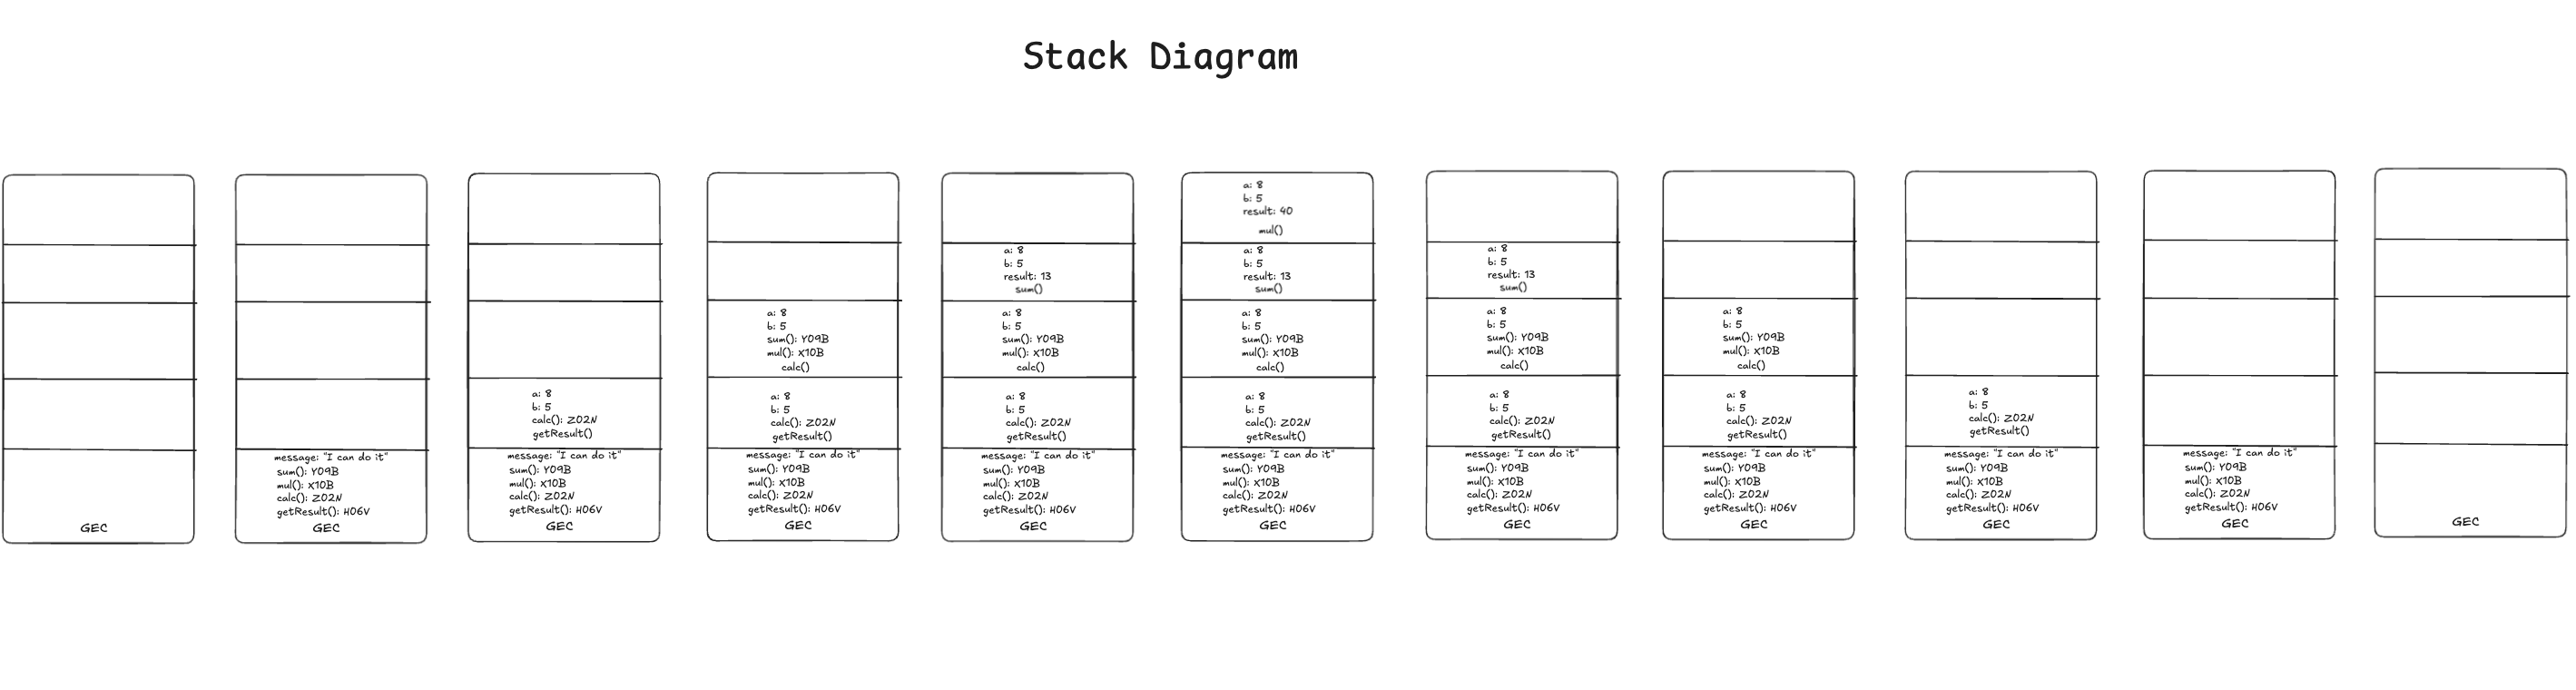 Stack Diagram
GEC
message: "I can do it"
sum(): Y09B
mul(): X10B
calc(): Z02N
getResult(): H06V
GEC
a: 8
b: 5
calc(): Z02N
getResult()
message: "I can do it"
sum(): Y09B
mul(): X10B
calc(): Z02N
getResult(): H06V
GEC
a: 8
b: 5
sum(): Y09B
mul(): X10B
calc()
a: 8
b: 5
calc(): Z02N
getResult()
message: "I can do it"
sum(): Y09B
mul(): X10B
calc(): Z02N
getResult(): H06V
GEC
a: 8
b: 5
result: 13
sum()
a: 8
b: 5
sum(): Y09B
mul(): X10B
calc()
a: 8
b: 5
calc(): Z02N
getResult()
message: "I can do it"
sum(): Y09B
mul(): X10B
calc(): Z02N
getResult(): H06V
GEC
a: 8
b: 5
result: 40
mul()
a: 8
b: 5
result: 13
sum()
a: 8
b: 5
sum(): Y09B
mul(): X10B
calc()
a: 8
b: 5
calc(): Z02N
getResult()
message: "I can do it"
sum(): Y09B
mul(): X10B
calc(): Z02N
getResult(): H06V
GEC
a: 8
b: 5
result: 13
sum()
a: 8
b: 5
sum(): Y09B
mul(): X10B
calc()
a: 8
b: 5
calc(): Z02N
getResult()
message: "I can do it"
sum(): Y09B
mul(): X10B
calc(): Z02N
getResult(): H06V
GEC
a: 8
b: 5
sum(): Y09B
mul(): X10B
calc()
a: 8
b: 5
calc(): Z02N
getResult()
message: "I can do it"
sum(): Y09B
mul(): X10B
calc(): Z02N
getResult(): H06V
GEC
a: 8
b: 5
calc(): Z02N
getResult()
message: "I can do it"
sum(): Y09B
mul(): X10B
calc(): Z02N
getResult(): H06V
GEC
message: "I can do it"
sum(): Y09B
mul(): X10B
calc(): Z02N
getResult(): H06V
GEC
GEC